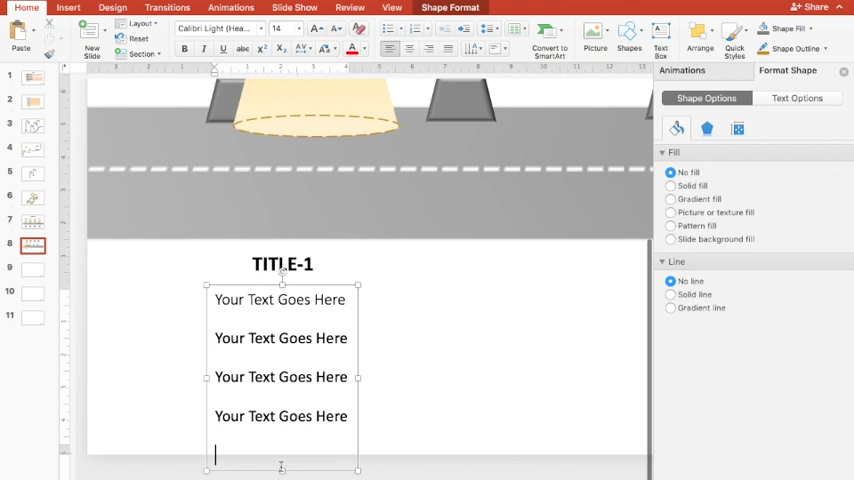 Home Insert Design Transitions Animations Slide Show Review View Shape Format Share
Paste
New Slide
Layout
Reset
Section
Calibri Light (Hea... 14
B I U abc X² X₂ AV Aa A
Convert to SmartArt
Picture
Shapes
Text Box
Arrange
Quick Styles
Shape Fill
Shape Outline
Animations
Format Shape
Shape Options
Text Options
Fill
No fill
Solid fill
Gradient fill
Picture or texture fill
Pattern fill
Slide background fill
Line
No line
Solid line
Gradient line
1
2
3
4
5
6
7
8
9
10
11
TITLE-1
Your Text Goes Here
Your Text Goes Here
Your Text Goes Here
Your Text Goes Here